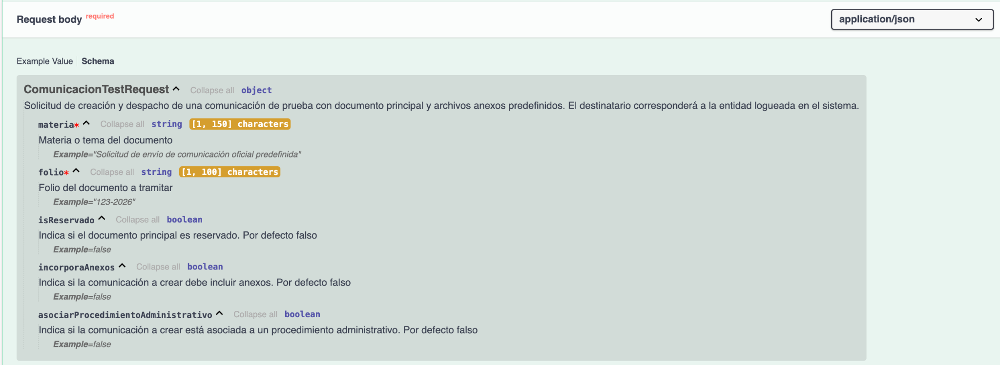 Request body required
application/json
Example Value Schema
ComunicacionTestRequest Collapse all object
Solicitud de creación y despacho de una comunicación de prueba con documento principal y archivos anexos predefinidos. El destinatario corresponderá a la entidad logueada en el sistema.
materia* Collapse all string [1, 150] characters
Materia o tema del documento
Example="Solicitud de envío de comunicación oficial predefinida"
folio* Collapse all string [1, 100] characters
Folio del documento a tramitar
Example="123-2026"
isReservado Collapse all boolean
Indica si el documento principal es reservado. Por defecto falso
Example=false
incorporaAnexos Collapse all boolean
Indica si la comunicación a crear debe incluir anexos. Por defecto falso
Example=false
asociarProcedimientoAdministrativo Collapse all boolean
Indica si la comunicación a crear está asociada a un procedimiento administrativo. Por defecto falso
Example=false